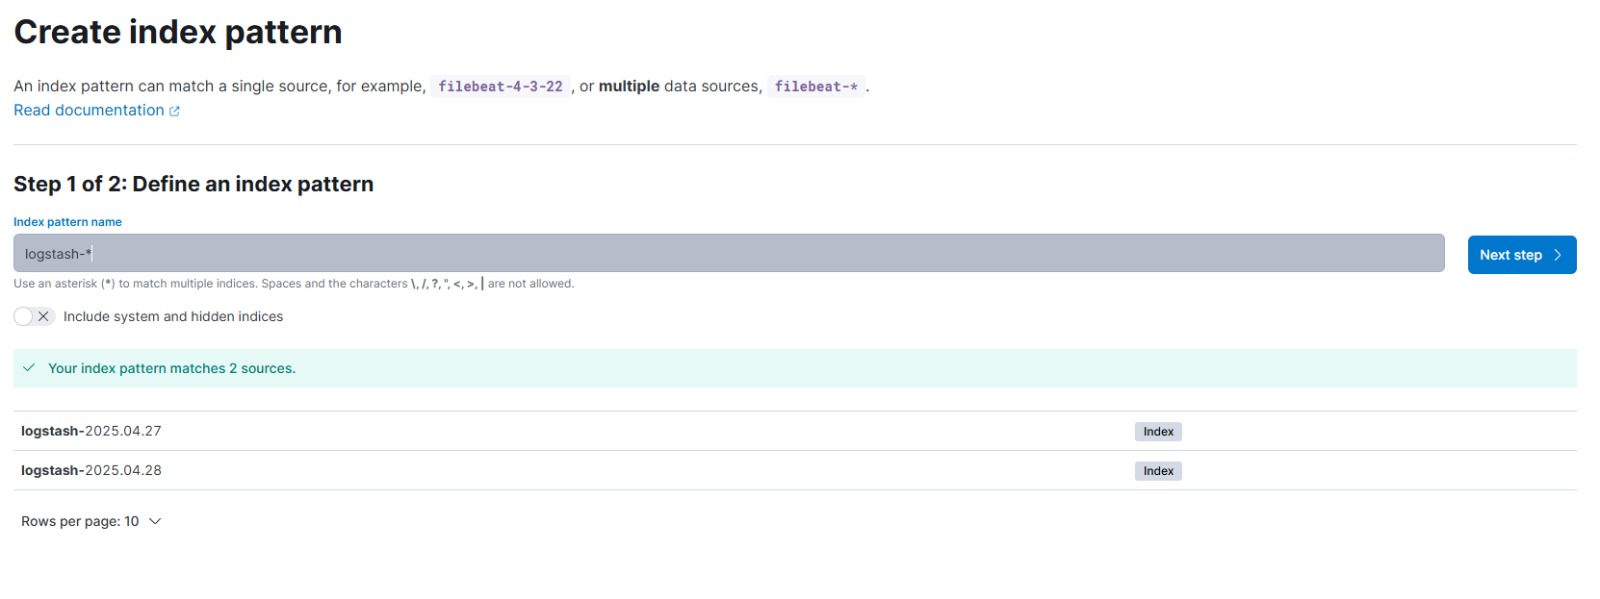 Create index pattern
An index pattern can match a single source, for example, filebeat-4-3-22 , or multiple data sources, filebeat-* .
Read documentation
Step 1 of 2: Define an index pattern
Index pattern name
logstash-*
Next step
Use an asterisk (*) to match multiple indices. Spaces and the characters \, /, ?, ", <, >, | are not allowed.
Include system and hidden indices
Your index pattern matches 2 sources.
logstash-2025.04.27 Index
logstash-2025.04.28 Index
Rows per page: 10